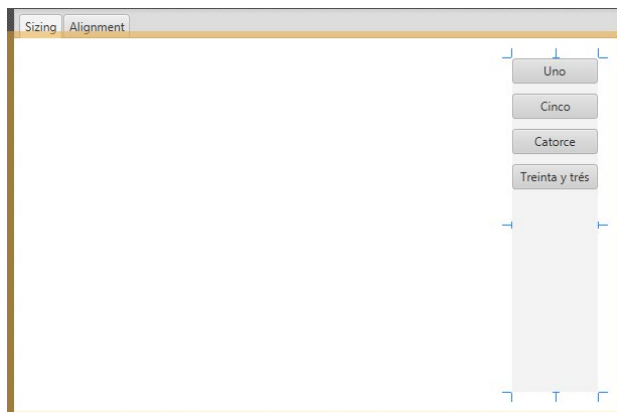 Sizing Alignment
Uno
Cinco
Catorce
Treinta y trés